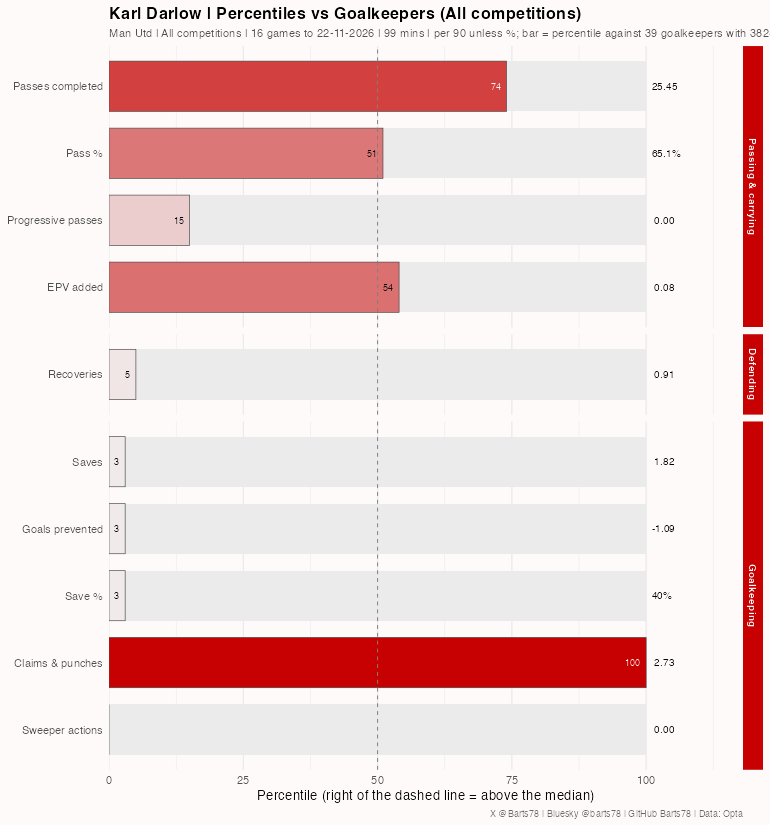 Karl Darlow | Percentiles vs Goalkeepers (All competitions)
Man Utd | All competitions | 16 games to 22-11-2026 | 99 mins | per 90 unless %; bar = percentile against 39 goalkeepers with 382
Passes completed 74 25.45
Pass % 51 65.1%
Progressive passes 15 0.00
EPV added 54 0.08
Passing & carrying
Recoveries 5 0.91
Defending
Saves 3 1.82
Goals prevented 3 -1.09
Save % 3 40%
Claims & punches 100 2.73
Sweeper actions 0.00
Goalkeeping
0 25 50 75 100
Percentile (right of the dashed line = above the median)
X @Barts78 | Bluesky @barts78 | GitHub Barts78 | Data: Opta